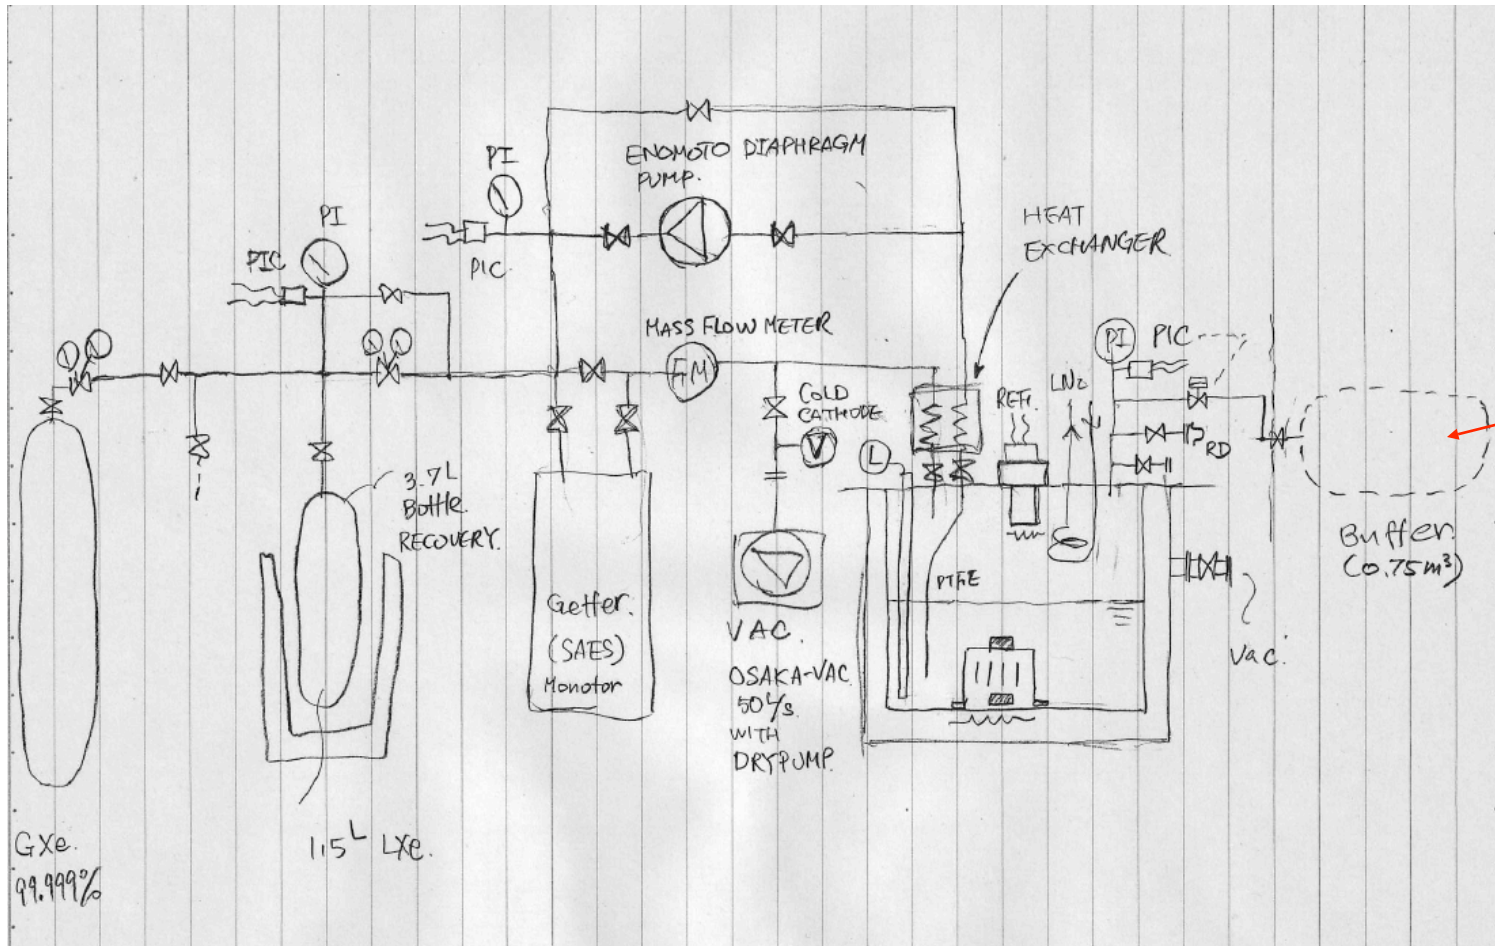 ENOMOTO DIAPHRAGM
PUMP.
PI
PIC.
PI
PIC
HEAT
EXCHANGER
MASS FLOW METER
FM
COLD
CATHODE
V
L
REFr.
LN2
PI
PIC
RD
3.7L
Bottle.
RECOVERY.
Getter.
(SAES)
Monotor
VAC.
OSAKA-VAC.
50L/s.
WITH
DRYPUMP.
PTFE
Vac.
Buffer.
(0.75m³)
GXe.
99.999%
1.5L LXe.